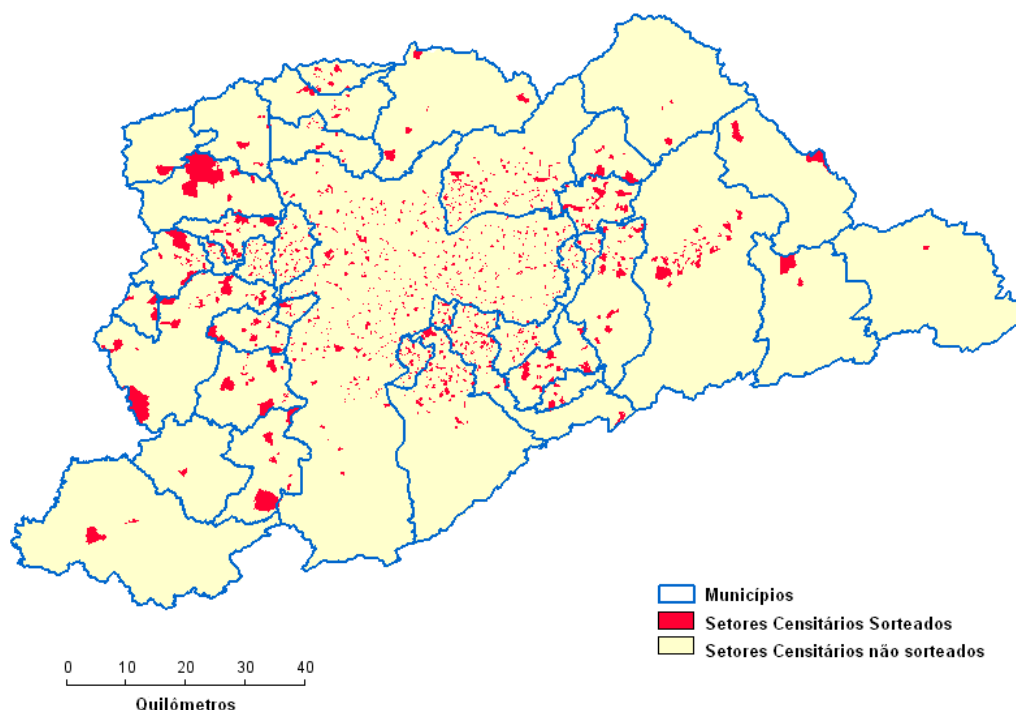 Municípios
Setores Censitários Sorteados
Setores Censitários não sorteados
0 10 20 30 40
Quilômetros